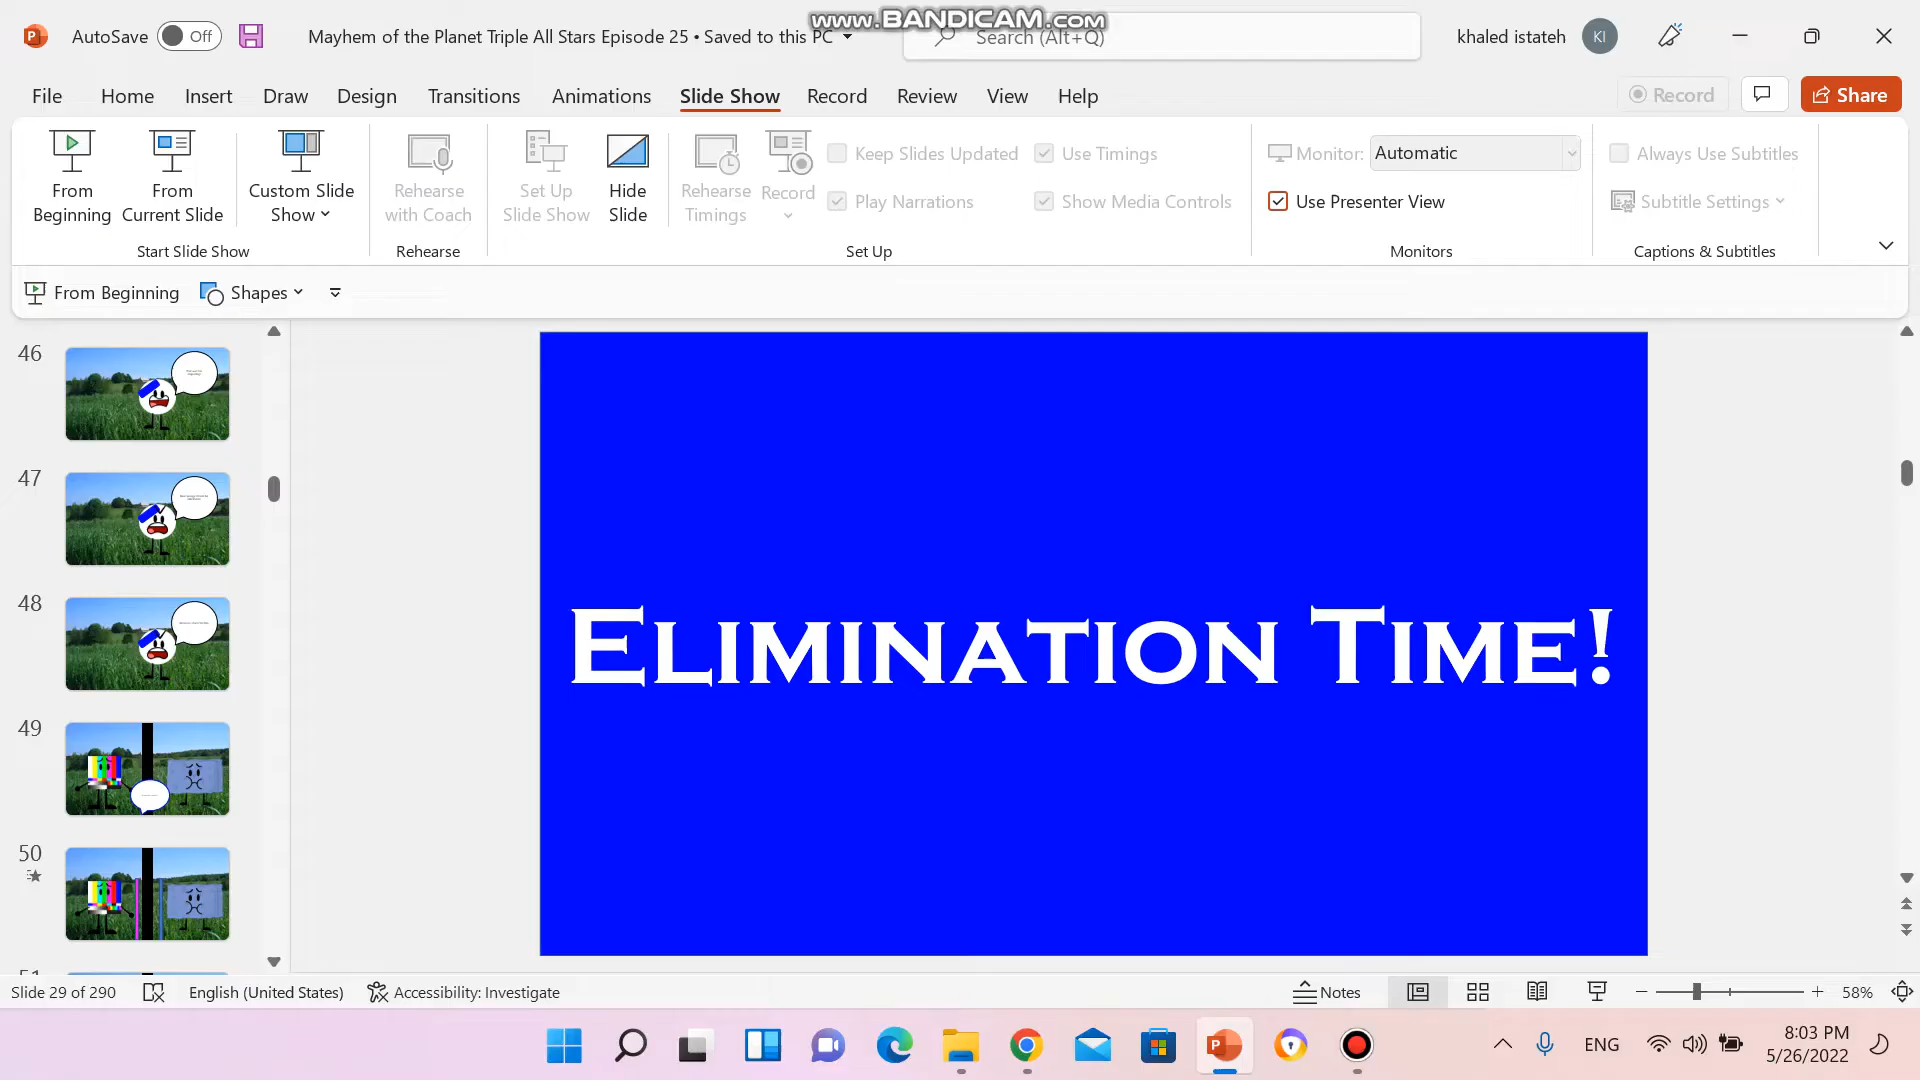 www.BANDICAM.com
AutoSave Off Mayhem of the Planet Triple All Stars Episode 25 • Saved to this PC Search (Alt+Q) khaled istateh KI
File Home Insert Draw Design Transitions Animations Slide Show Record Review View Help Record Share
From Beginning
From Current Slide
Custom Slide Show
Rehearse with Coach
Set Up Slide Show
Hide Slide
Rehearse Timings
Record
Keep Slides Updated
Play Narrations
Use Timings
Show Media Controls
Monitor: Automatic
Use Presenter View
Always Use Subtitles
Subtitle Settings
Start Slide Show Rehearse Set Up Monitors Captions & Subtitles
From Beginning Shapes
46
47
48
49
50
51
Elimination Time!
Slide 29 of 290 English (United States) Accessibility: Investigate Notes 58%
ENG
8:03 PM
5/26/2022